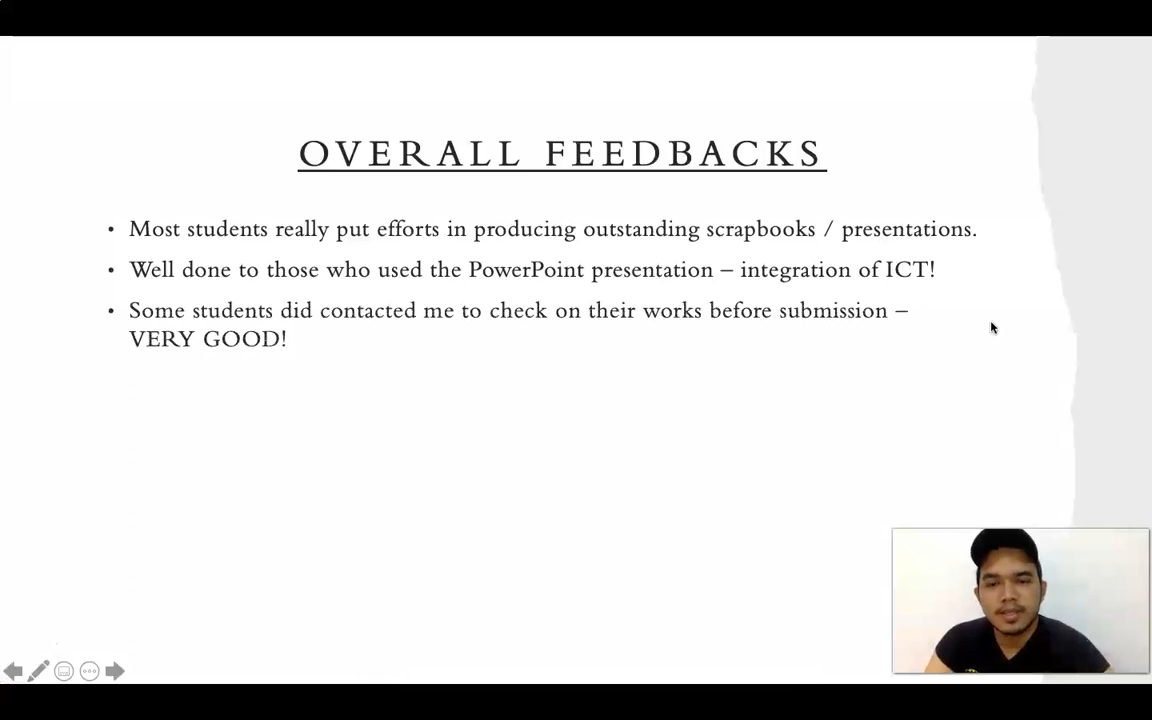 OVERALL FEEDBACKS
• Most students really put efforts in producing outstanding scrapbooks / presentations.
• Well done to those who used the PowerPoint presentation – integration of ICT!
• Some students did contacted me to check on their works before submission –
VERY GOOD!